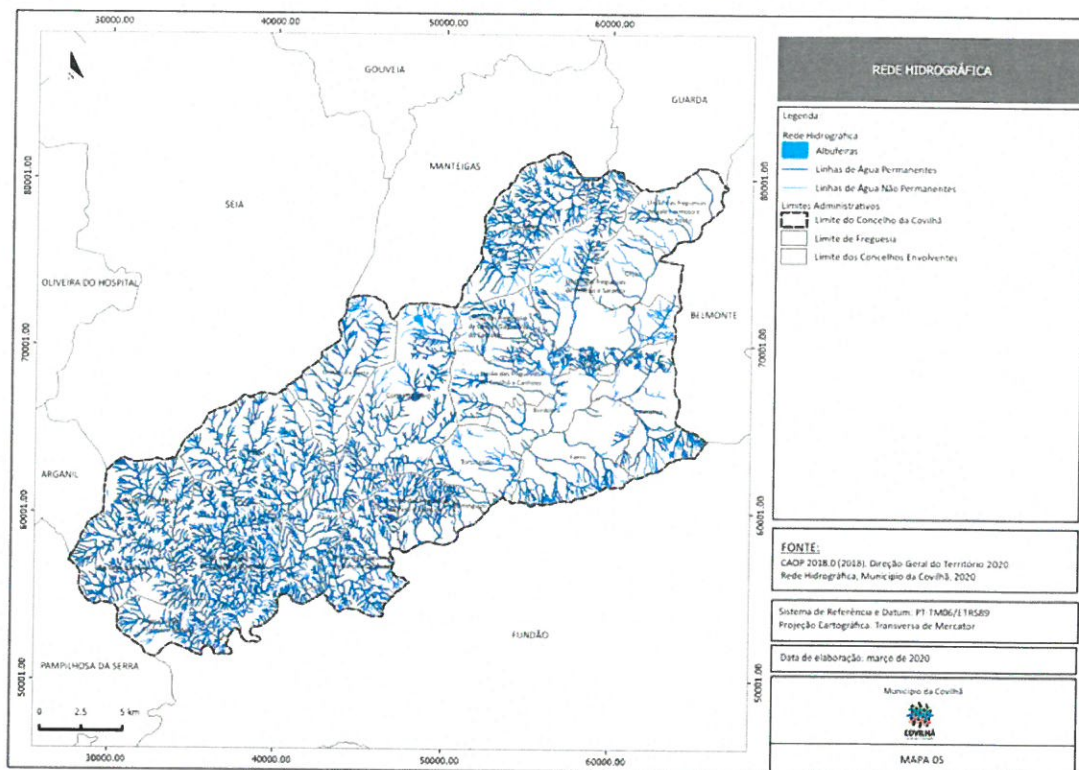 30000.00 40000.00 50000.00 60000.00
GOUVEIA
GUARDA
MANTEIGAS
SEIA
OLIVEIRA DO HOSPITAL
BELMONTE
ARGANIL
FUNDÃO
PAMPILHOSA DA SERRA
80001.00
70001.00
60001.00
50001.00
80001.00
70001.00
60001.00
50001.00
0 2.5 5 km
30000.00 40000.00 50000.00 60000.00
REDE HIDROGRÁFICA
Legenda
Rede Hidrográfica
Albufeiras
Linhas de Água Permanentes
Linhas de Água Não Permanentes
Limites Administrativos
Limite do Concelho da Covilhã
Limite de Freguesia
Limite dos Concelhos Envolventes
FONTE:
CAOP 2018.0 (2018), Direção Geral do Território 2020
Rede Hidrográfica, Município da Covilhã, 2020
Sistema de Referência e Datum: PT-TM06/ETRS89
Projeção Cartográfica: Transversa de Mercator
Data de elaboração: março de 2020
Município da Covilhã
COVILHÃ
MAPA 05